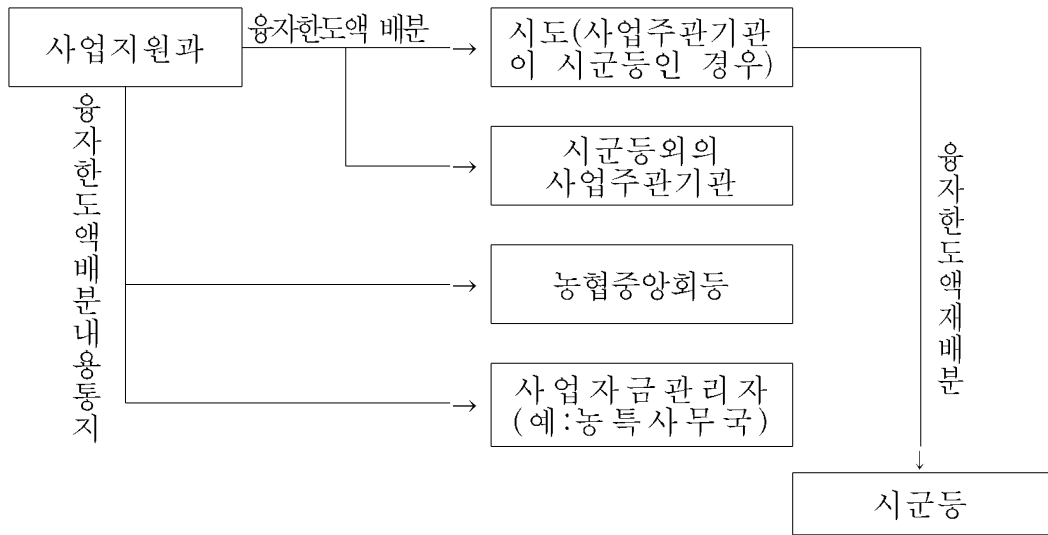 사업지원과
융자한도액 배분
시도(사업주관기관
이 시군등인 경우)
융자한도액배분내용통지
시군등외의
사업주관기관
융자한도액재배분
농협중앙회등
사업자금관리자
(예:농특사무국)
시군등